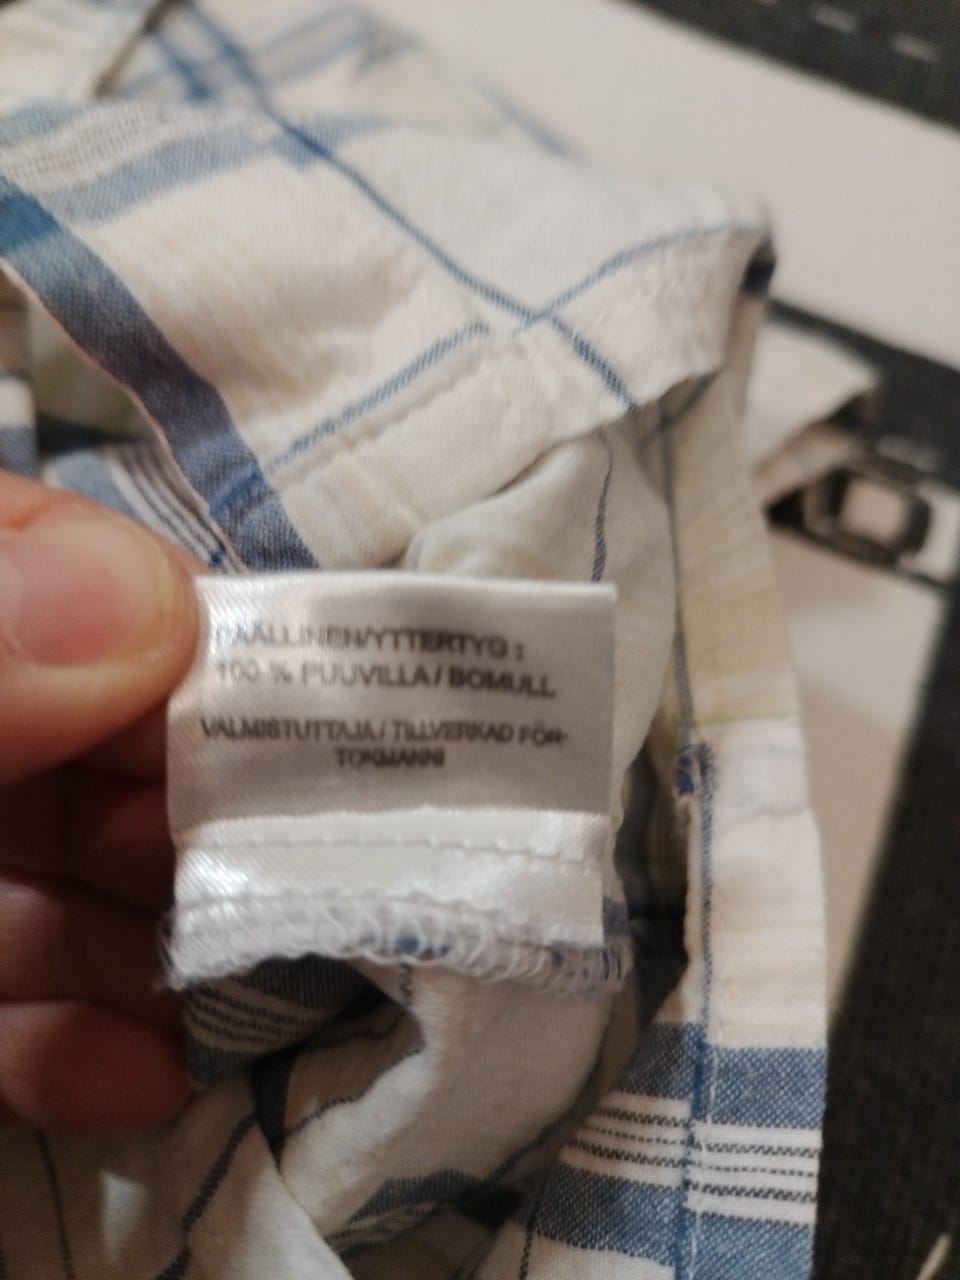 PÄÄLLINEN/YTTERTYG :
100 % PUUVILLA / BOMULL
VALMISTUTTAJA / TILLVERKAD FÖR·
TOKMANNI